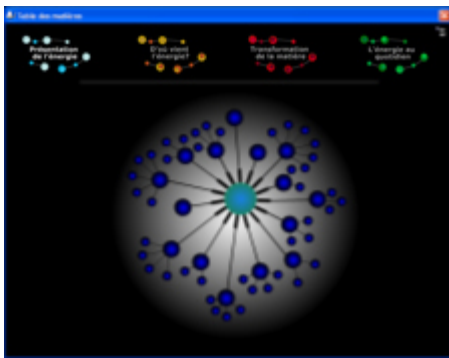 Table des matières
Présentation
de l'énergie
D'où vient
l'énergie?
Transformation
de la matière
L'énergie au
quotidien